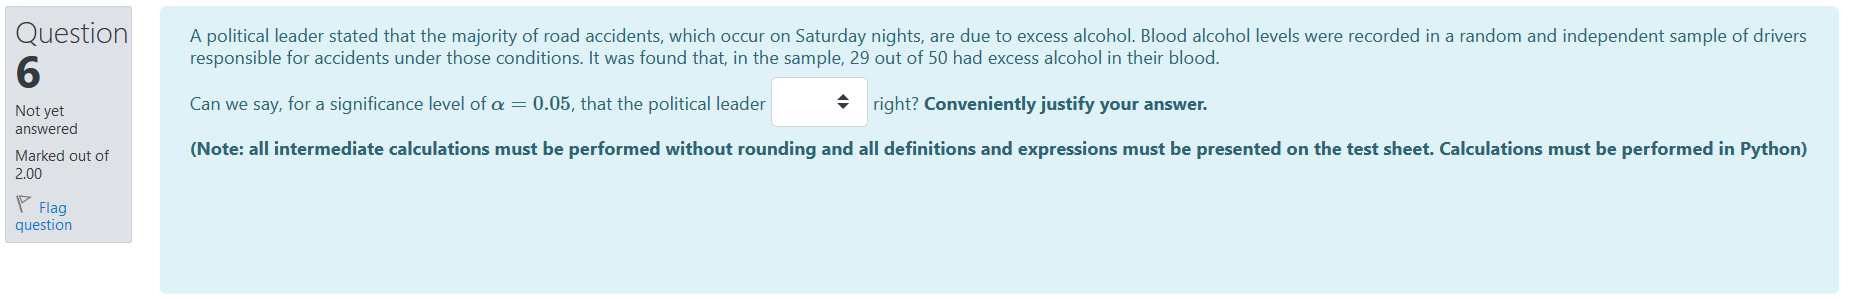 Question
6
Not yet
answered
Marked out of
2.00
Flag
question
A political leader stated that the majority of road accidents, which occur on Saturday nights, are due to excess alcohol. Blood alcohol levels were recorded in a random and independent sample of drivers
responsible for accidents under those conditions. It was found that, in the sample, 29 out of 50 had excess alcohol in their blood.
Can we say, for a significance level of α = 0.05, that the political leader right? Conveniently justify your answer.
(Note: all intermediate calculations must be performed without rounding and all definitions and expressions must be presented on the test sheet. Calculations must be performed in Python)